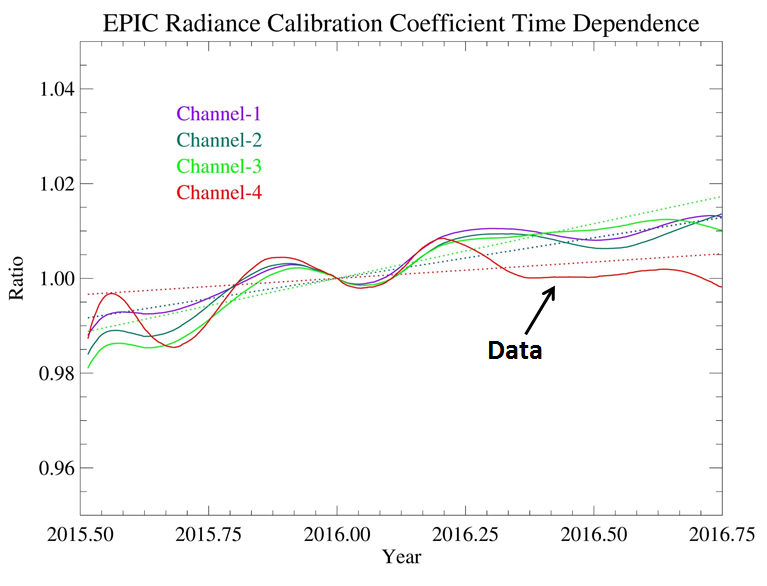 EPIC Radiance Calibration Coefficient Time Dependence
1.04
Channel-1
Channel-2
Channel-3
1.02
Channel-4
Ratio
1.00
Data
0.98
0.96
2015.50 2015.75 2016.00 2016.25 2016.50 2016.75
Year